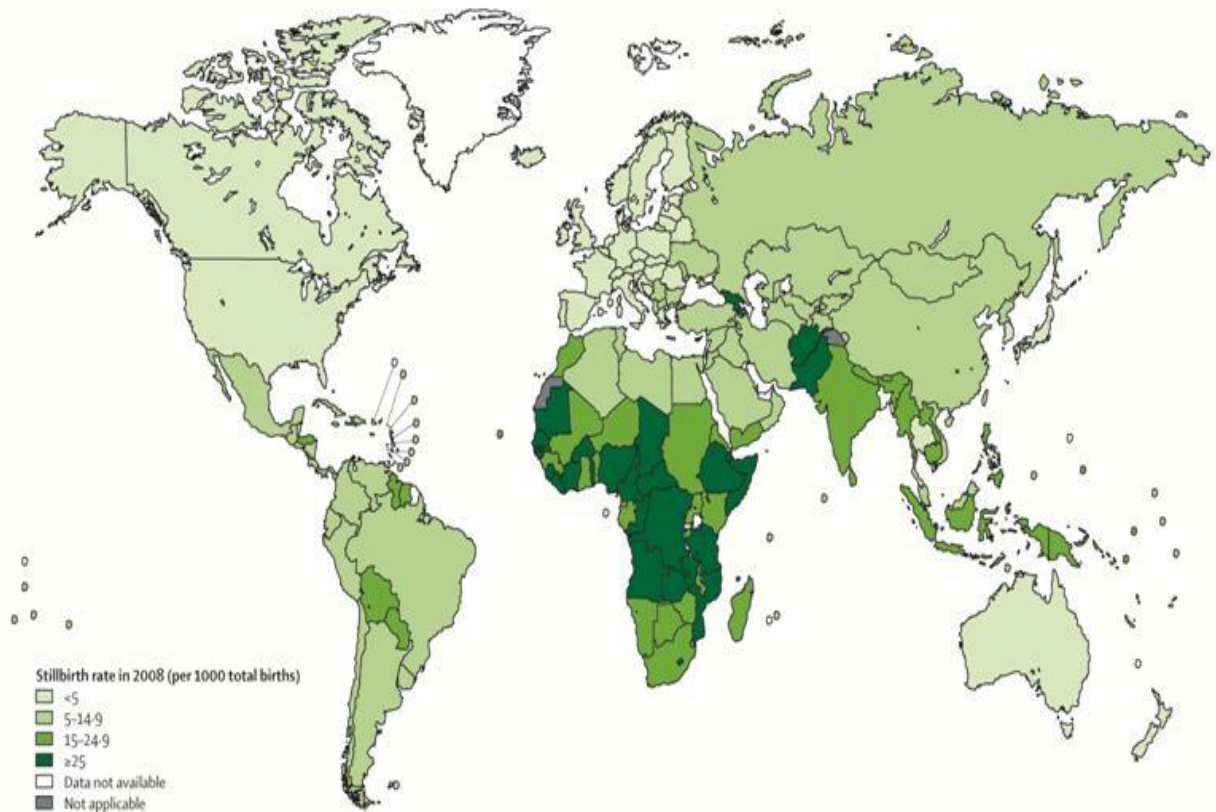 Stillbirth rate in 2008 (per 1000 total births)
<5
5–14·9
15–24·9
≥25
Data not available
Not applicable